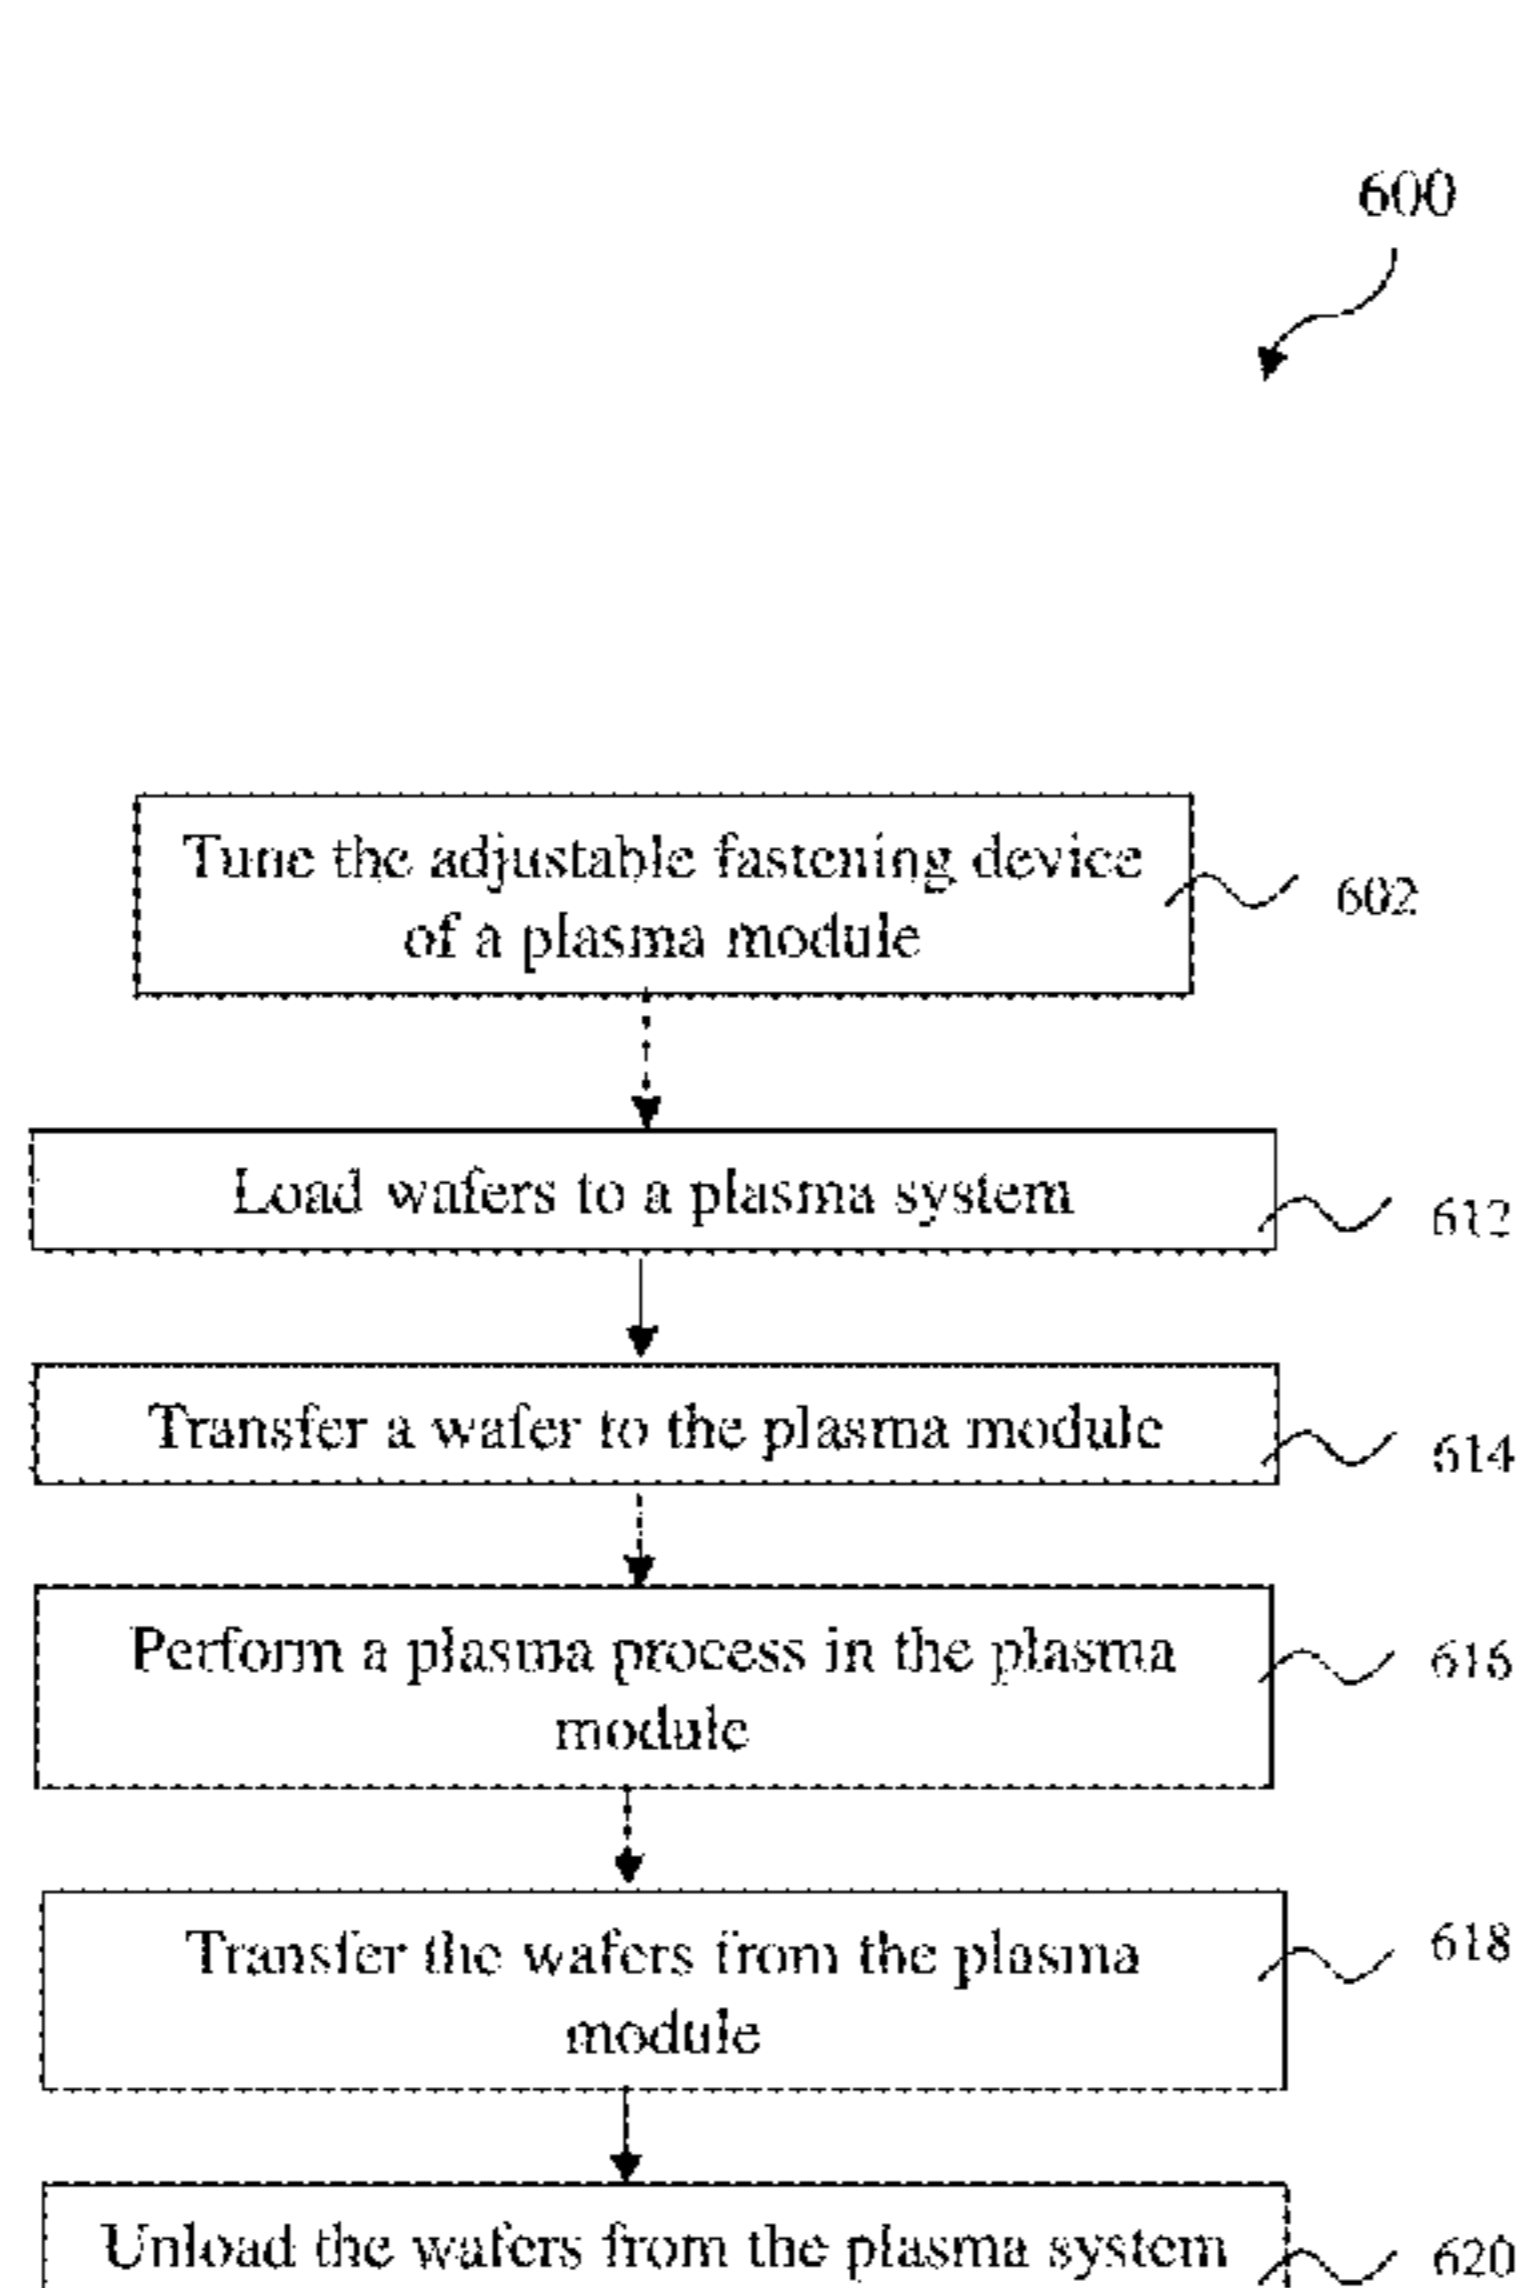 600
Tune the adjustable fastening device
of a plasma module
602
Load wafers to a plasma system
612
Transfer a wafer to the plasma module
614
Perform a plasma process in the plasma
module
616
Transfer the wafers from the plasma
module
618
Unload the wafers from the plasma system
620